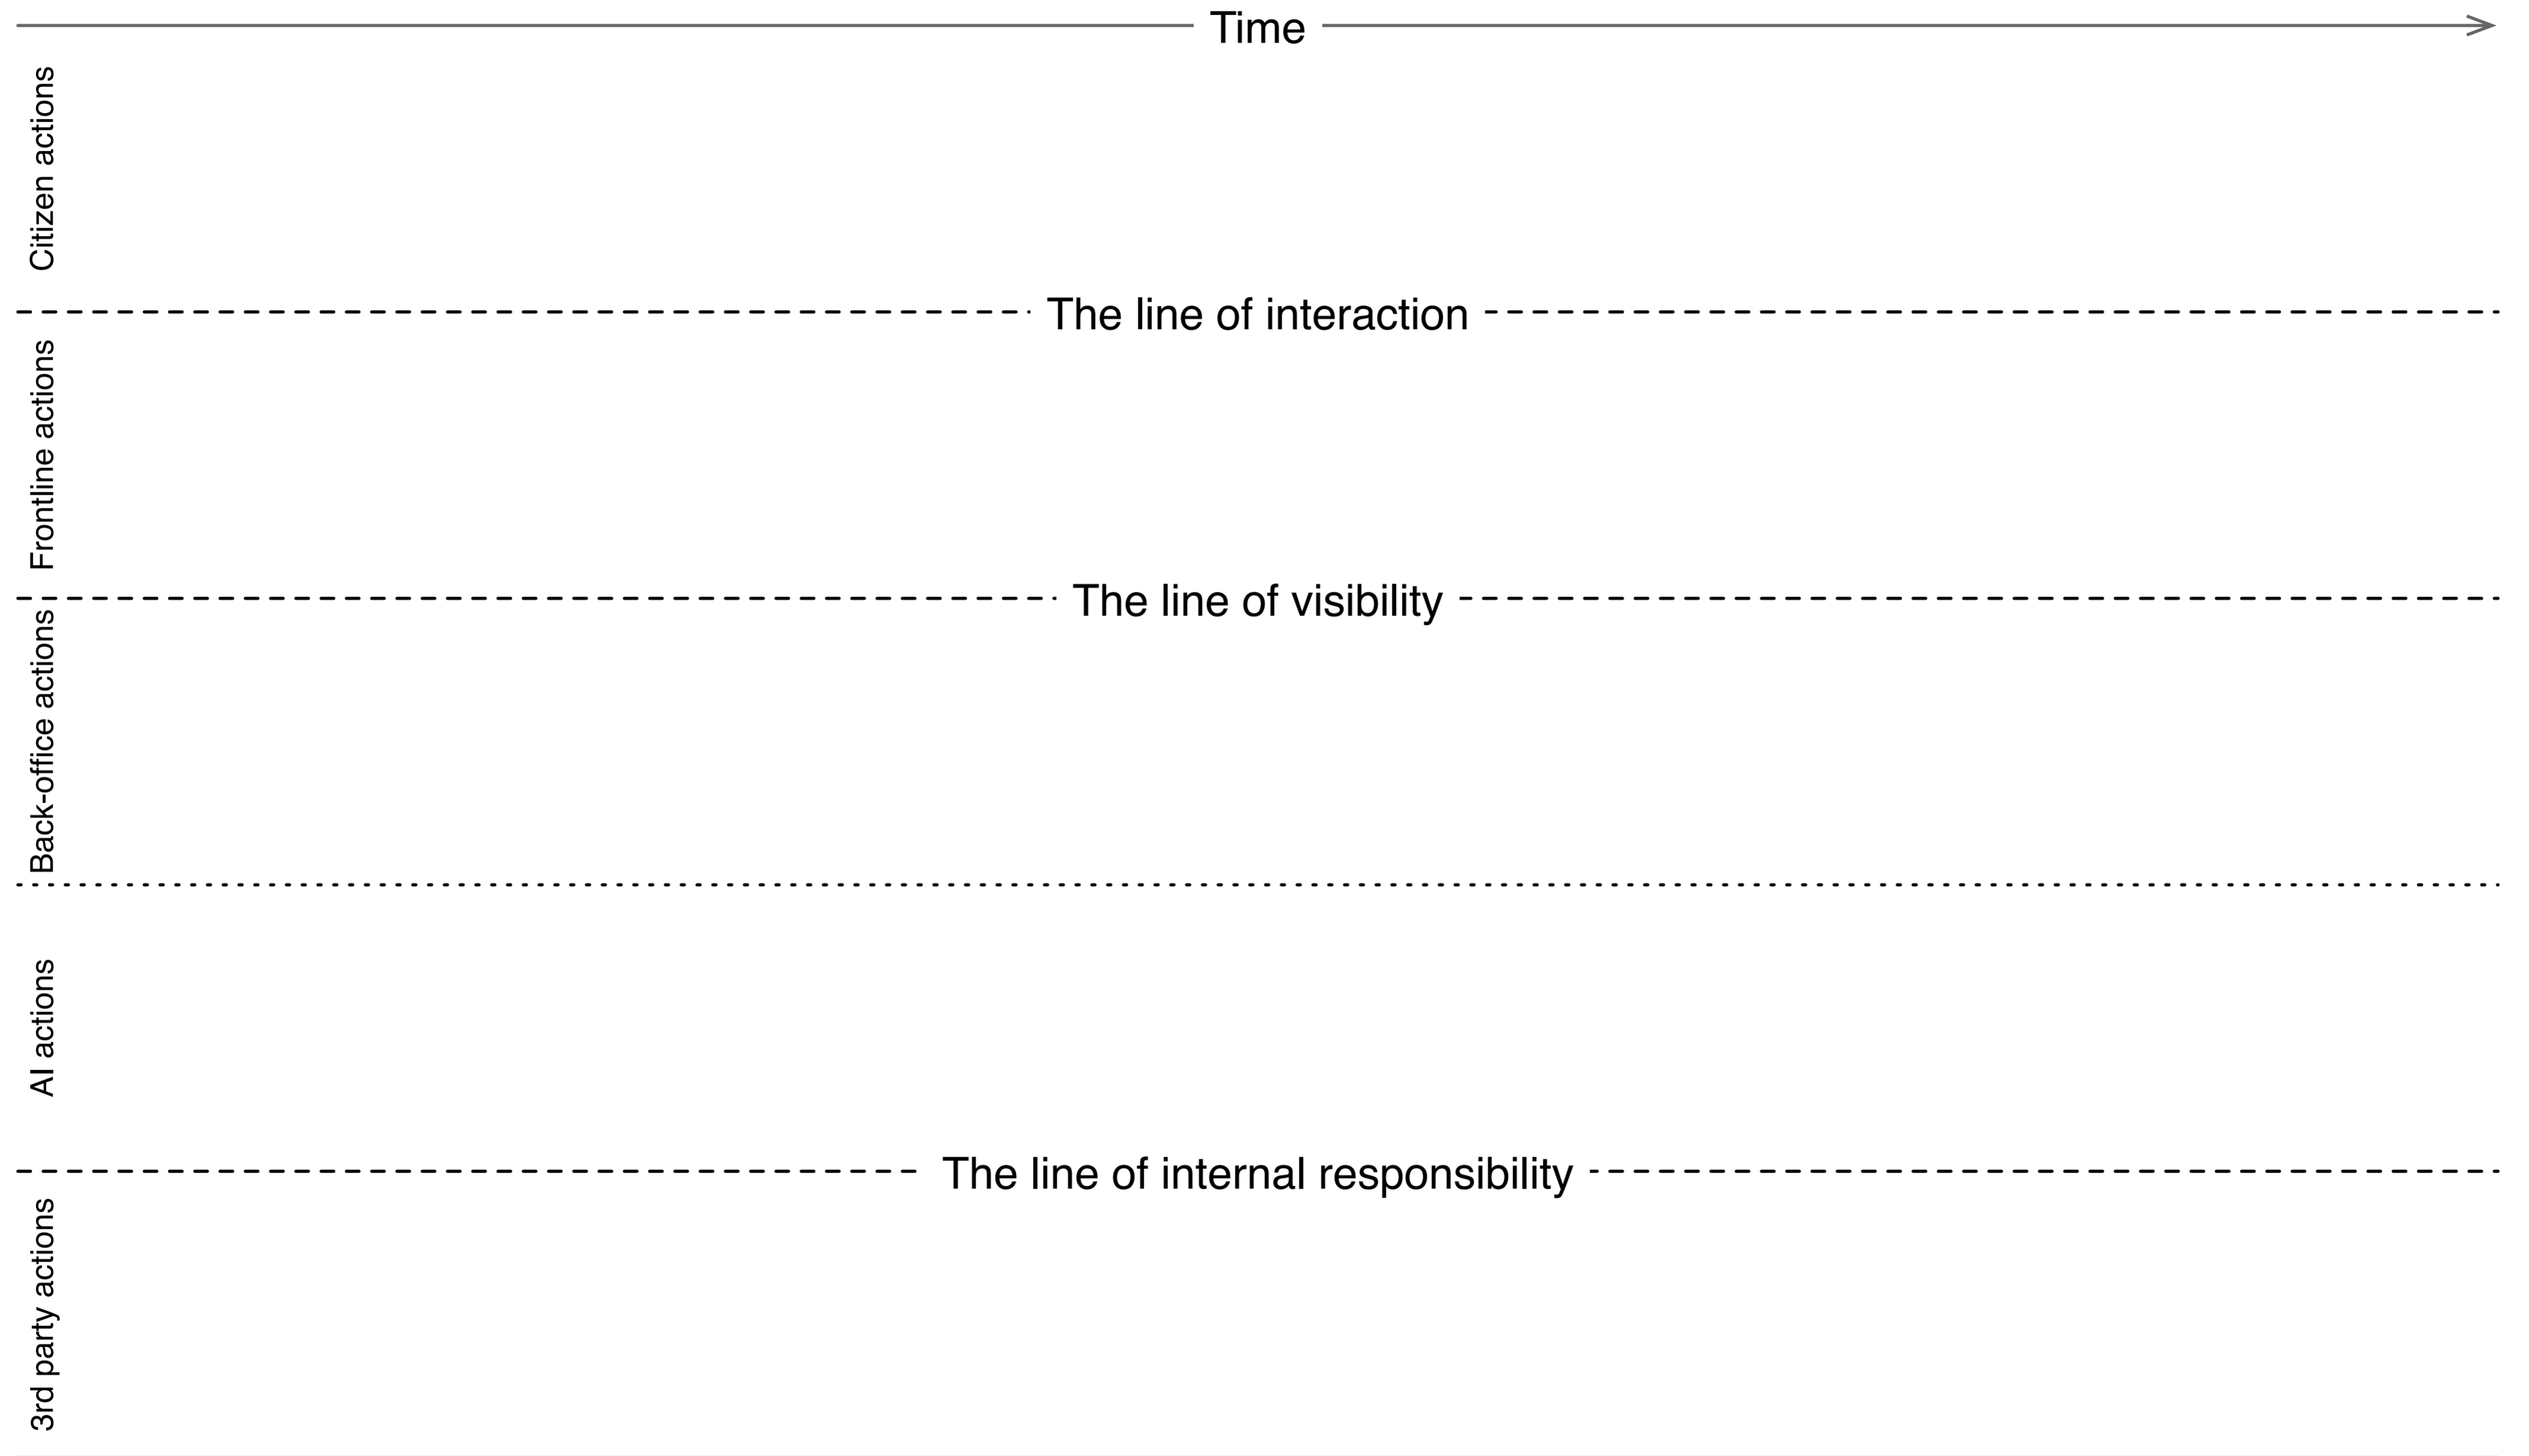 Time
Citizen actions
The line of interaction
Frontline actions
The line of visibility
Back-office actions
AI actions
The line of internal responsibility
3rd party actions